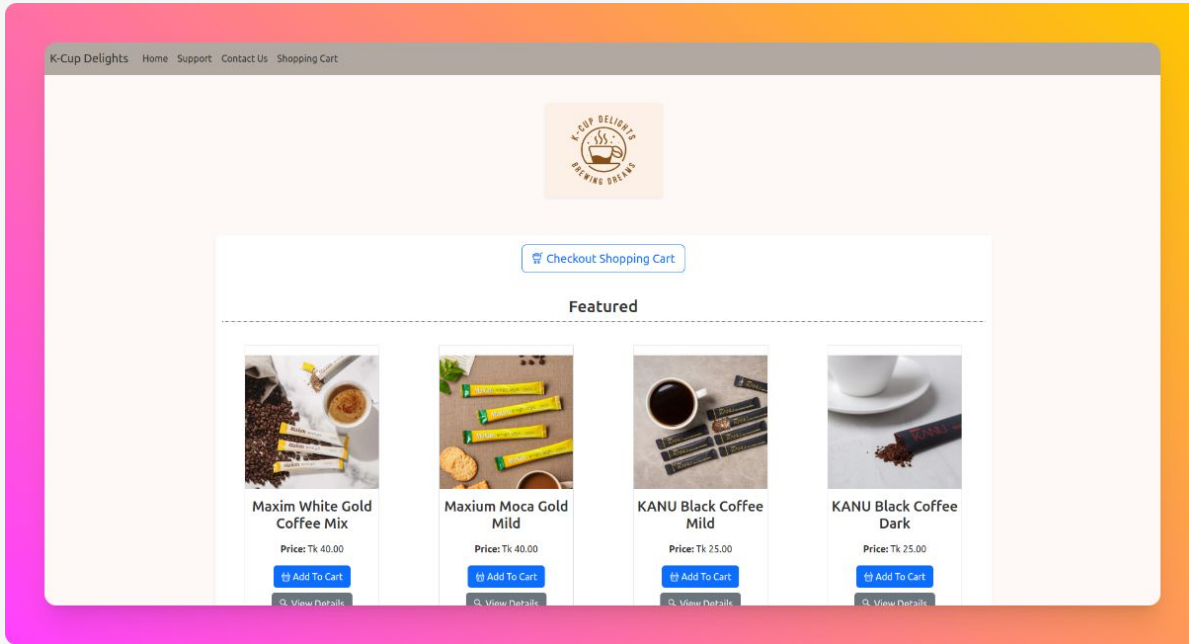 K-Cup Delights Home Support Contact Us Shopping Cart
K-CUP DELIGHTS
BREWING DREAMS
Checkout Shopping Cart
Featured
Maxim White Gold
Coffee Mix
Price: Tk 40.00
Add To Cart
View Details
Maxium Moca Gold
Mild
Price: Tk 40.00
Add To Cart
View Details
KANU Black Coffee
Mild
Price: Tk 25.00
Add To Cart
View Details
KANU
KANU Black Coffee
Dark
Price: Tk 25.00
Add To Cart
View Details